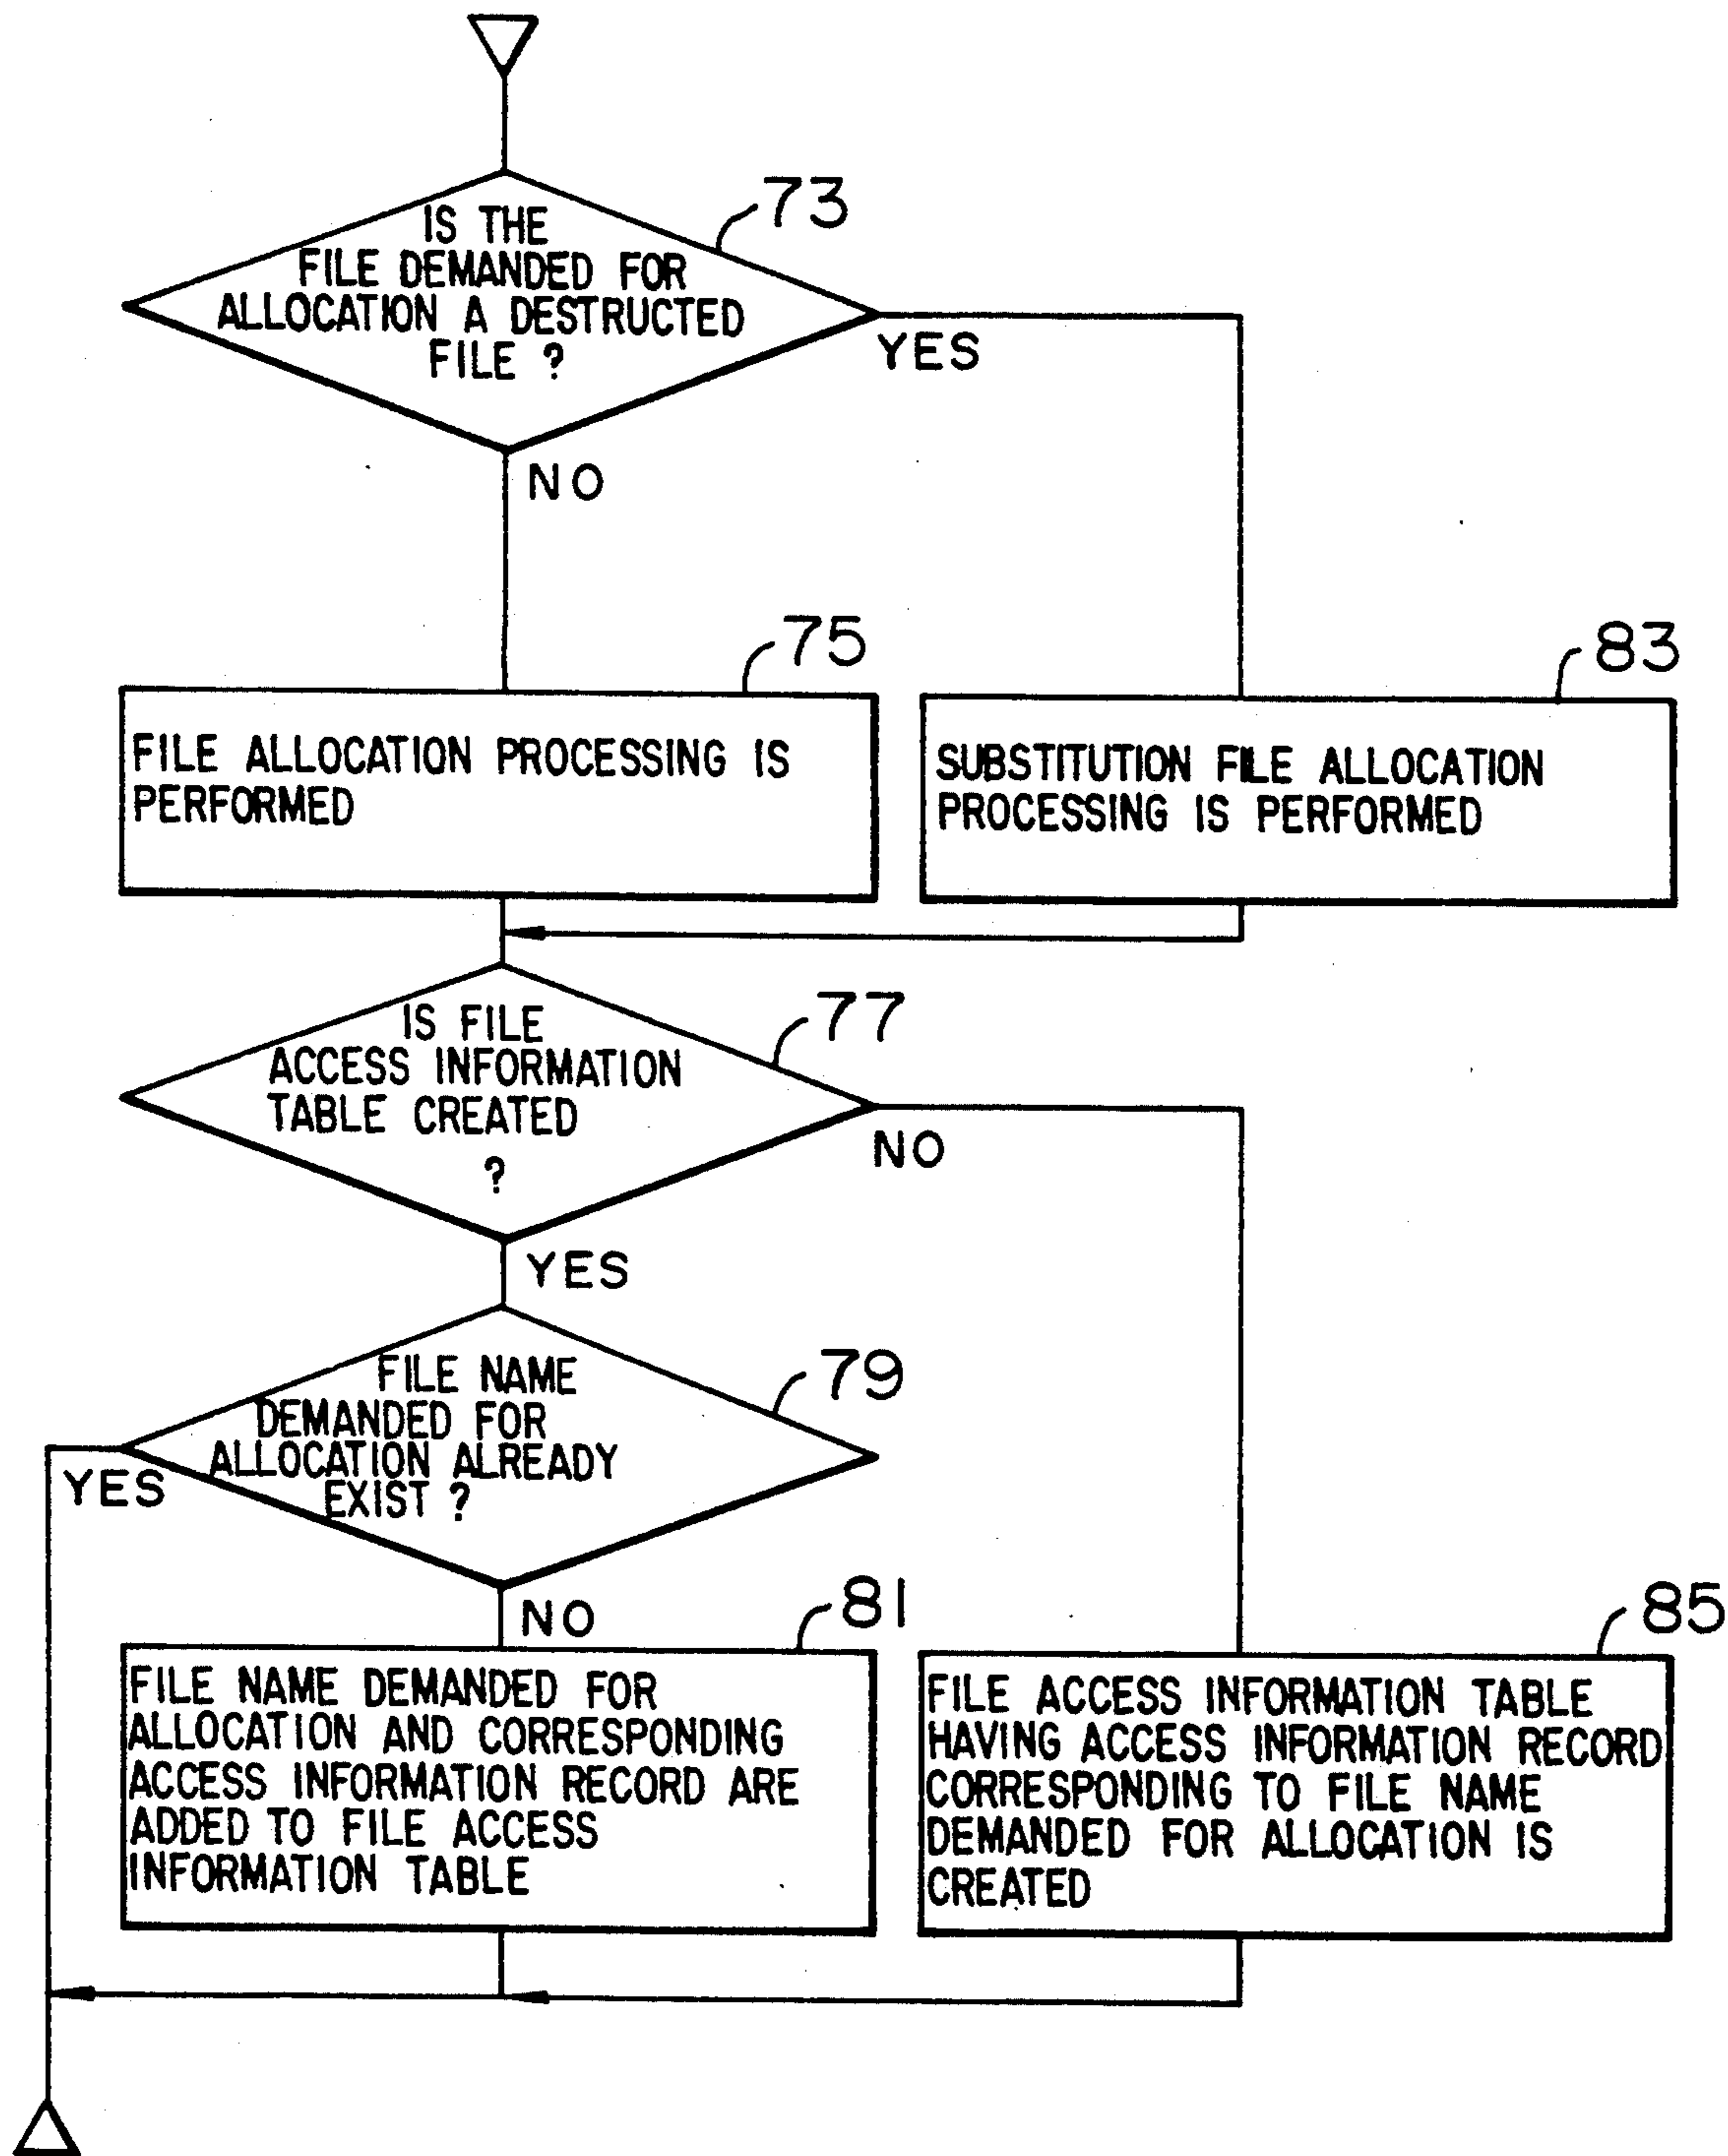 73
IS THE
FILE DEMANDED FOR
ALLOCATION A DESTRUCTED
FILE ?
YES
NO
75
FILE ALLOCATION PROCESSING IS
PERFORMED
83
SUBSTITUTION FILE ALLOCATION
PROCESSING IS PERFORMED
77
IS FILE
ACCESS INFORMATION
TABLE CREATED
?
NO
YES
79
FILE NAME
DEMANDED FOR
ALLOCATION ALREADY
EXIST ?
YES
NO
81
FILE NAME DEMANDED FOR
ALLOCATION AND CORRESPONDING
ACCESS INFORMATION RECORD ARE
ADDED TO FILE ACCESS
INFORMATION TABLE
85
FILE ACCESS INFORMATION TABLE
HAVING ACCESS INFORMATION RECORD
CORRESPONDING TO FILE NAME
DEMANDED FOR ALLOCATION IS
CREATED